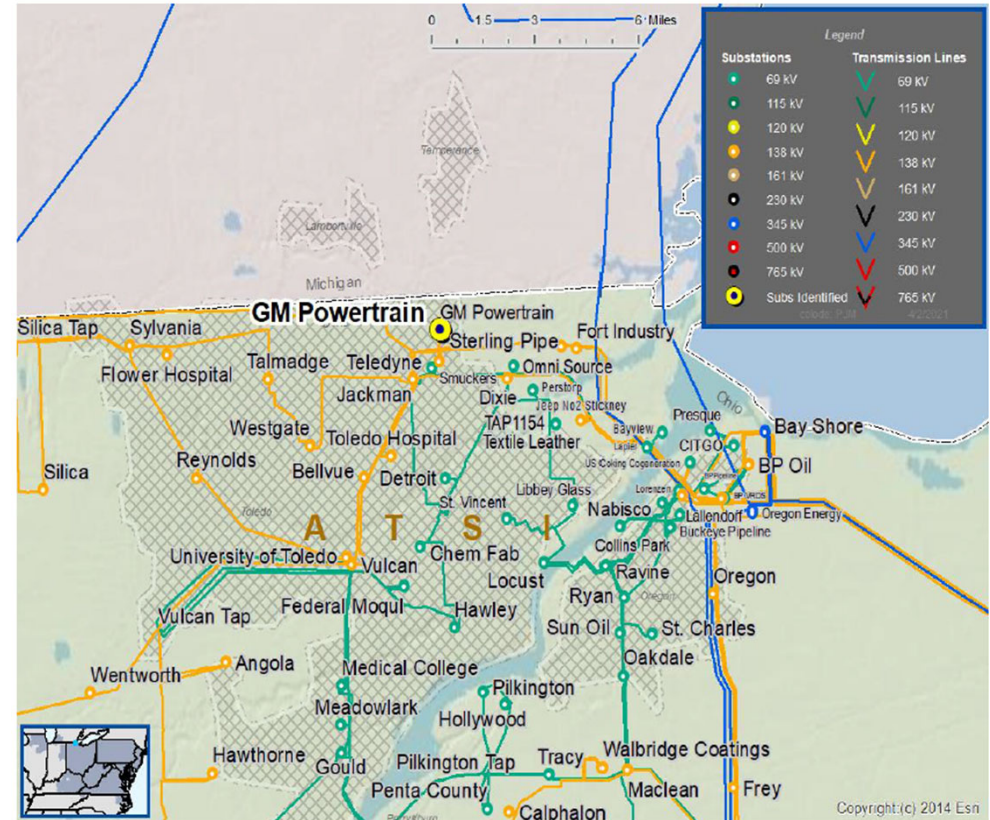 0 1.5 3 6 Miles
Legend
Substations
Transmission Lines
69 kV
69 kV
115 kV
115 kV
120 kV
120 kV
138 kV
138 kV
161 kV
161 kV
230 kV
230 kV
345 kV
345 kV
500 kV
500 kV
765 kV
765 kV
Subs Identified
4/2/2021
Temperance
Lambertville
Michigan
GM Powertrain
GM Powertrain
Silica Tap
Sylvania
Sterling Pipe
Fort Industry
Flower Hospital
Talmadge
Teledyne
Omni Source
Smuckers
Jackman
Dixie
Perstorp
Jeep No2
Stickney
Ohio
Westgate
Toledo Hospital
TAP1154
Textile Leather
Bayview
Presque
Bay Shore
CITGO
Reynolds
Bellvue
Detroit
US Coking Cogeneration
BP Oil
Silica
Libbey Glass
Lorenzen
St. Vincent
Nabisco
Lallendorf
Oregon Energy
Toledo
ATSI
Buckeye Pipeline
University of Toledo
Vulcan
Chem Fab
Collins Park
Locust
Ravine
Oregon
Ryan
Oregon
Vulcan Tap
Federal Moqul
Hawley
Sun Oil
St. Charles
Oakdale
Wentworth
Angola
Medical College
Pilkington
Meadowlark
Hollywood
Hawthorne
Gould
Pilkington Tap
Tracy
Walbridge Coatings
Penta County
Maclean
Frey
Calphalon
Copyright:(c) 2014 Esri